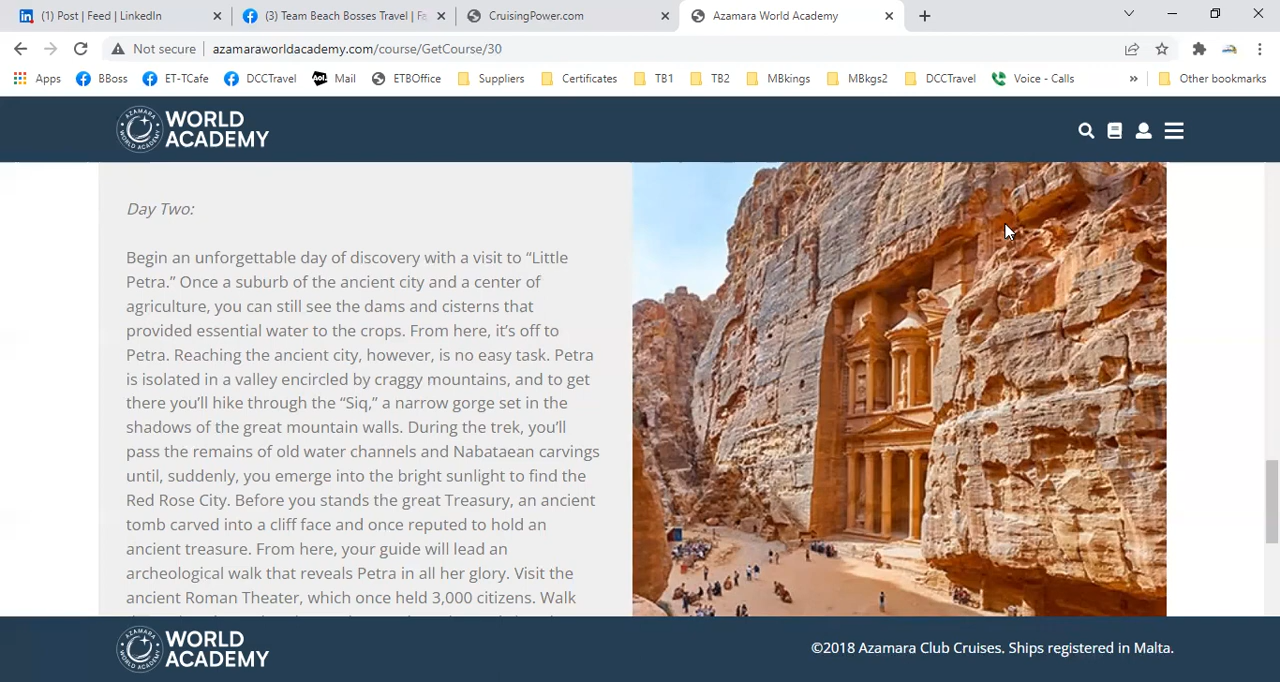 (1) Post | Feed | LinkedIn
(3) Team Beach Bosses Travel | Fa
CruisingPower.com
Azamara World Academy
Not secure
azamaraworldacademy.com/course/GetCourse/30
Apps
BBoss
ET-TCafe
DCCTravel
Aol.
Mail
ETBOffice
Suppliers
Certificates
TB1
TB2
MBkings
MBkgs2
DCCTravel
Voice - Calls
»
Other bookmarks
WORLD
ACADEMY
Day Two:
Begin an unforgettable day of discovery with a visit to “Little
Petra.” Once a suburb of the ancient city and a center of
agriculture, you can still see the dams and cisterns that
provided essential water to the crops. From here, it’s off to
Petra. Reaching the ancient city, however, is no easy task. Petra
is isolated in a valley encircled by craggy mountains, and to get
there you’ll hike through the “Siq,” a narrow gorge set in the
shadows of the great mountain walls. During the trek, you’ll
pass the remains of old water channels and Nabataean carvings
until, suddenly, you emerge into the bright sunlight to find the
Red Rose City. Before you stands the great Treasury, an ancient
tomb carved into a cliff face and once reputed to hold an
ancient treasure. From here, your guide will lead an
archeological walk that reveals Petra in all her glory. Visit the
ancient Roman Theater, which once held 3,000 citizens. Walk
WORLD
ACADEMY
©2018 Azamara Club Cruises. Ships registered in Malta.